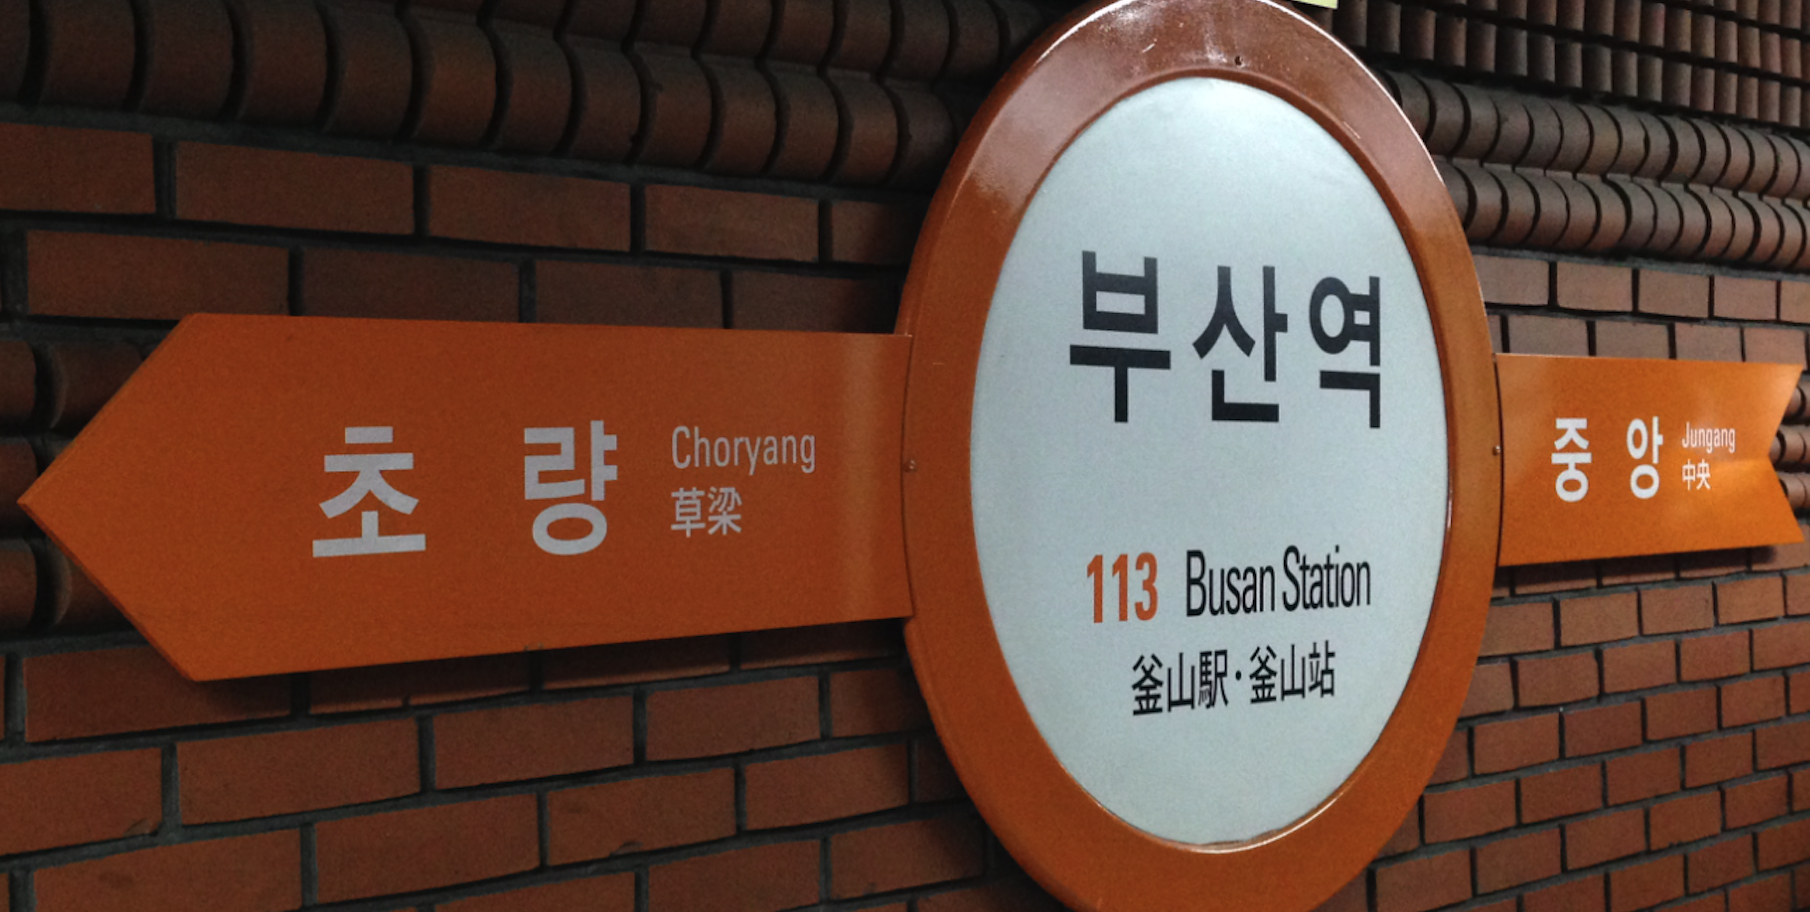 초 량
Choryang
草梁
부산역
113 Busan Station
釜山駅·釜山站
중 앙
Jungang
中央